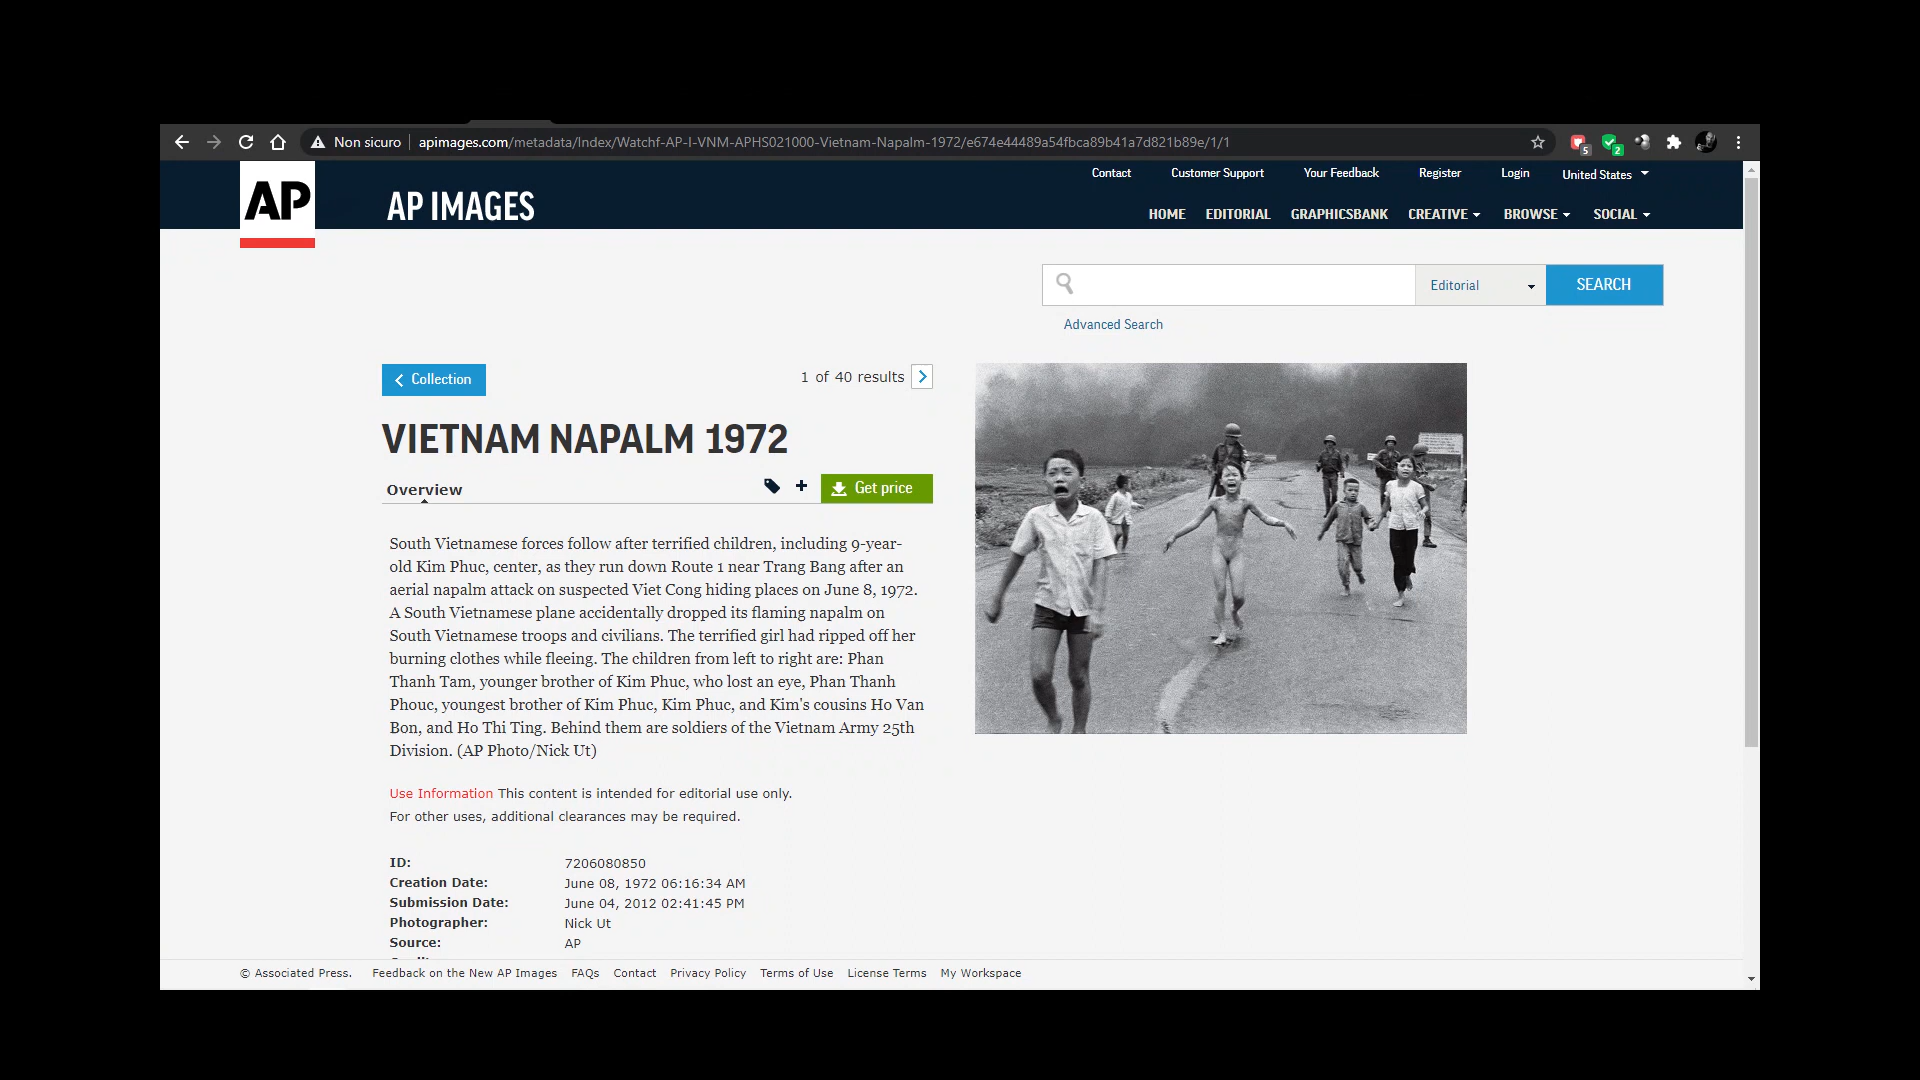 Non sicuro
apimages.com/metadata/Index/Watchf-AP-I-VNM-APHS021000-Vietnam-Napalm-1972/e674e44489a54fbca89b41a7d821b89e/1/1
5
2
AP
AP IMAGES
Contact Customer Support Your Feedback Register Login United States
HOME EDITORIAL GRAPHICSBANK CREATIVE BROWSE SOCIAL
Editorial
SEARCH
Advanced Search
Collection
1 of 40 results
VIETNAM NAPALM 1972
Overview
Get price
South Vietnamese forces follow after terrified children, including 9-year-
old Kim Phuc, center, as they run down Route 1 near Trang Bang after an
aerial napalm attack on suspected Viet Cong hiding places on June 8, 1972.
A South Vietnamese plane accidentally dropped its flaming napalm on
South Vietnamese troops and civilians. The terrified girl had ripped off her
burning clothes while fleeing. The children from left to right are: Phan
Thanh Tam, younger brother of Kim Phuc, who lost an eye, Phan Thanh
Phouc, youngest brother of Kim Phuc, Kim Phuc, and Kim's cousins Ho Van
Bon, and Ho Thi Ting. Behind them are soldiers of the Vietnam Army 25th
Division. (AP Photo/Nick Ut)
Use Information This content is intended for editorial use only.
For other uses, additional clearances may be required.
ID: 7206080850
Creation Date: June 08, 1972 06:16:34 AM
Submission Date: June 04, 2012 02:41:45 PM
Photographer: Nick Ut
Source: AP
© Associated Press. Feedback on the New AP Images FAQs Contact Privacy Policy Terms of Use License Terms My Workspace